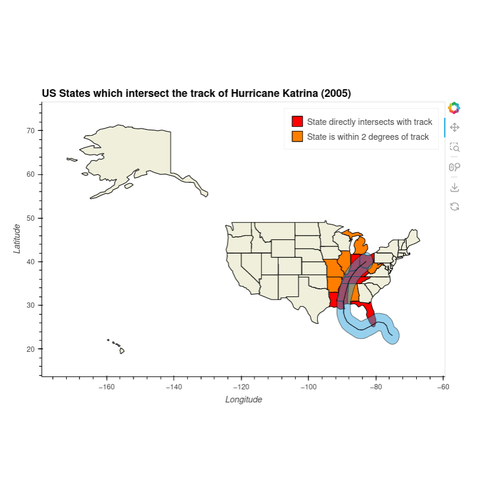 US States which intersect the track of Hurricane Katrina (2005)
State directly intersects with track
State is within 2 degrees of track
70
60
50
40
30
20
Latitude
−160
−140
−120
−100
−80
−60
Longitude